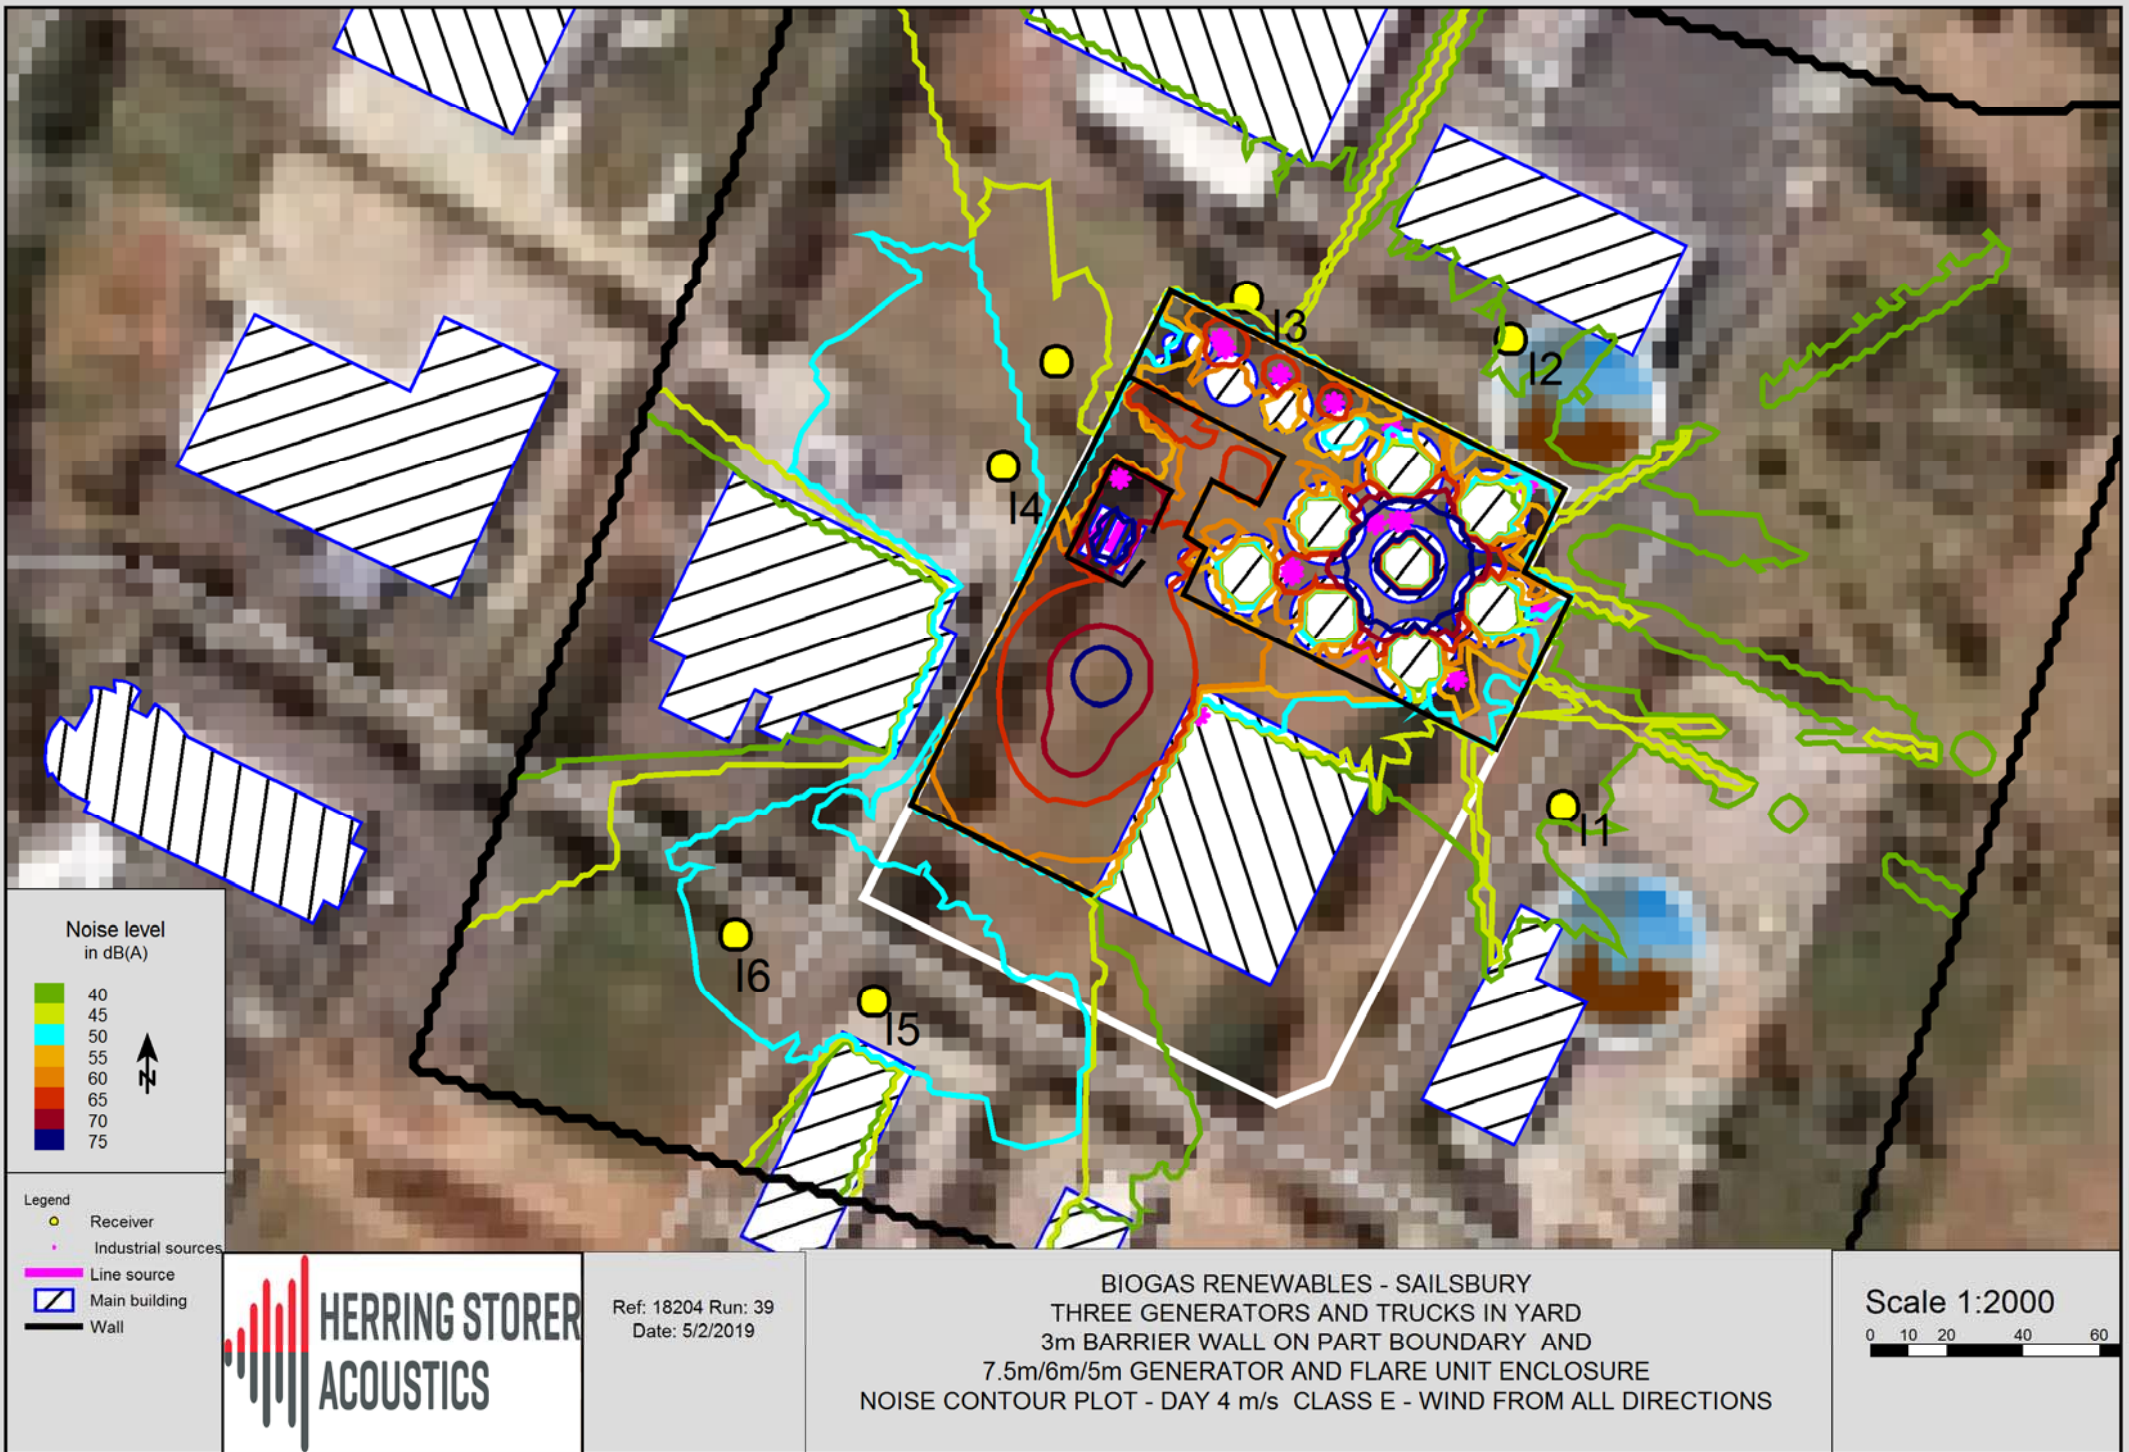 I3
I2
I4
I1
I6
I5
Noise level
in dB(A)
40
45
50
55
60
65
70
75
N
Legend
Receiver
Industrial sources
Line source
Main building
Wall
HERRING STORER
ACOUSTICS
Ref: 18204 Run: 39
Date: 5/2/2019
BIOGAS RENEWABLES - SAILSBURY
THREE GENERATORS AND TRUCKS IN YARD
3m BARRIER WALL ON PART BOUNDARY AND
7.5m/6m/5m GENERATOR AND FLARE UNIT ENCLOSURE
NOISE CONTOUR PLOT - DAY 4 m/s CLASS E - WIND FROM ALL DIRECTIONS
Scale 1:2000
0 10 20 40 60